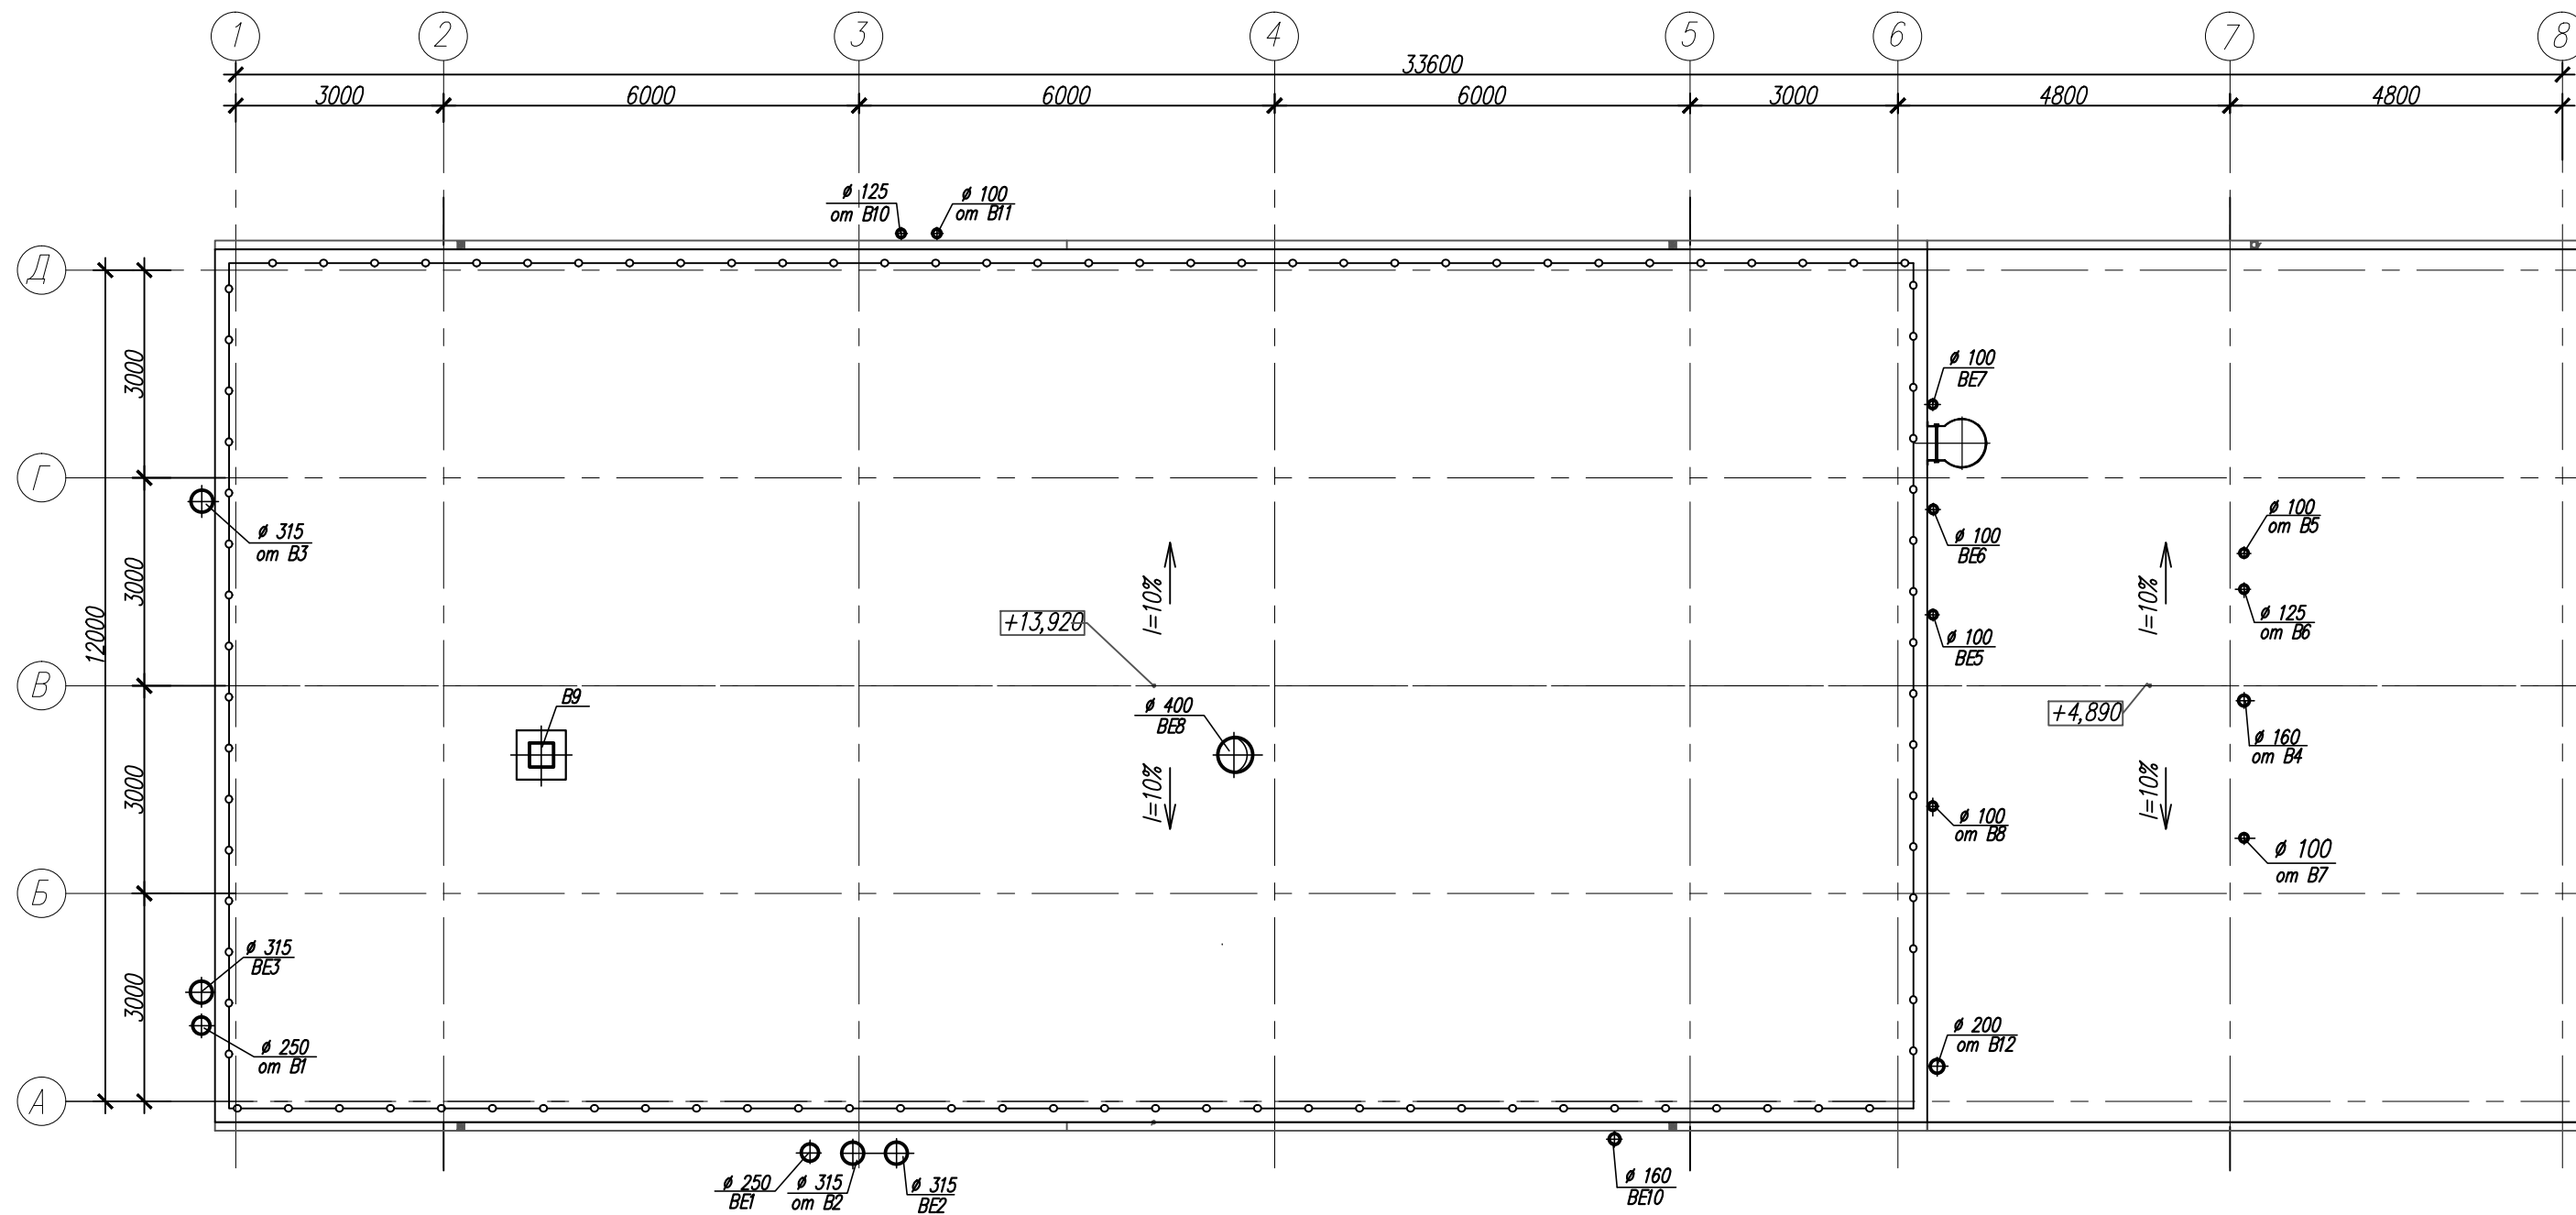 1 2 3 4 5 6 7 8
33600
3000 6000 6000 6000 3000 4800 4800
ø 125
от В10
ø 100
от В11
Д
3000
ø 100
ВЕ7
Г
ø 315
от В3
ø 100
ВЕ6
ø 100
от В5
3000
12000
I=10%
I=10%
+13,920
ø 100
ВЕ5
ø 125
от В6
В
В9
ø 400
ВЕ8
+4,890
ø 160
от В4
3000
I=10%
I=10%
ø 100
от В8
ø 100
от В7
Б
ø 315
ВЕ3
3000
ø 250
от В1
ø 200
от В12
А
ø 250
ВЕ1
ø 315
от В2
ø 315
ВЕ2
ø 160
ВЕ10